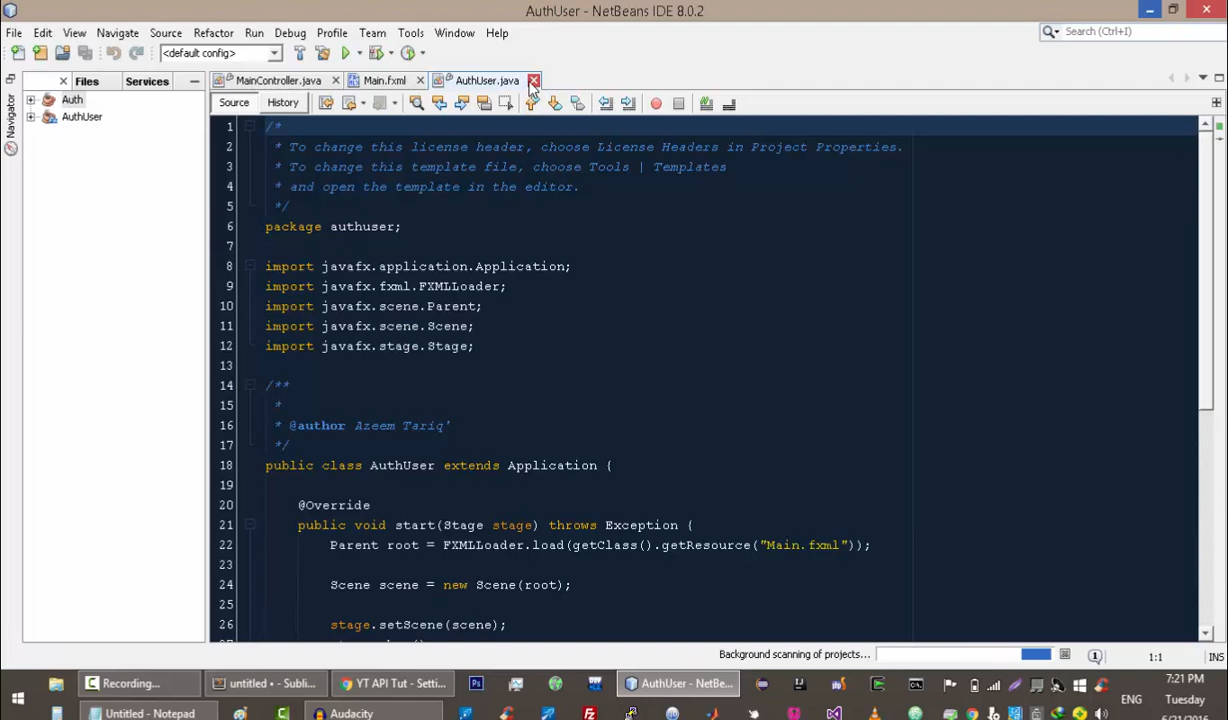 AuthUser - NetBeans IDE 8.0.2
File Edit View Navigate Source Refactor Run Debug Profile Team Tools Window Help
Search (Ctrl+I)
<default config>
Files Services
MainController.java Main.fxml AuthUser.java
Navigator
Auth
AuthUser
Source History
1 /*
2 * To change this license header, choose License Headers in Project Properties.
3 * To change this template file, choose Tools | Templates
4 * and open the template in the editor.
5 */
6 package authuser;
7
8 import javafx.application.Application;
9 import javafx.fxml.FXMLLoader;
10 import javafx.scene.Parent;
11 import javafx.scene.Scene;
12 import javafx.stage.Stage;
13
14 /**
15 *
16 * @author Azeem Tariq'
17 */
18 public class AuthUser extends Application {
19
20 @Override
21 public void start(Stage stage) throws Exception {
22 Parent root = FXMLLoader.load(getClass().getResource("Main.fxml"));
23
24 Scene scene = new Scene(root);
25
26 stage.setScene(scene);
Background scanning of projects...
1:1 INS
Recording... untitled • - Subli... YT API Tut - Setti... AuthUser - NetBe...
Untitled - Notepad Audacity
ENG
7:21 PM
Tuesday
6/21/2016